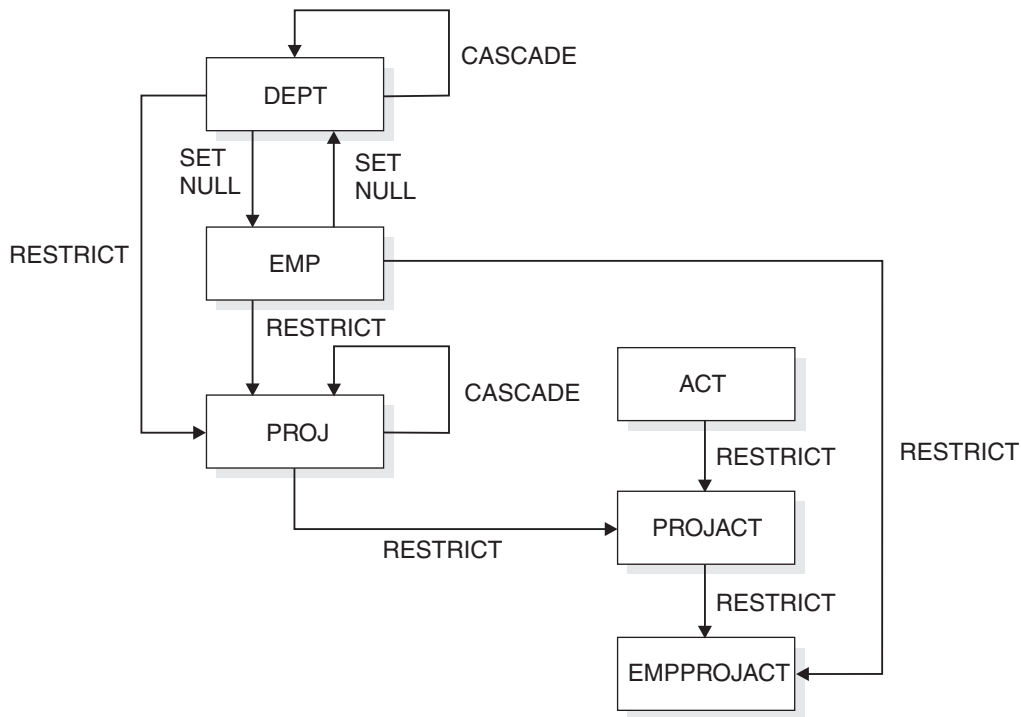 CASCADE
DEPT
SET
NULL
SET
NULL
RESTRICT
EMP
RESTRICT
CASCADE
ACT
PROJ
RESTRICT
RESTRICT
PROJACT
RESTRICT
RESTRICT
EMPPROJACT